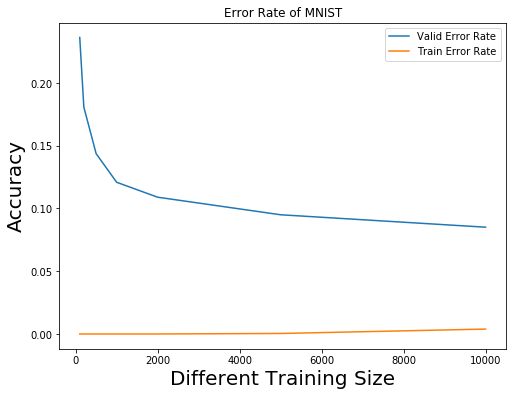 Error Rate of MNIST
Valid Error Rate
Train Error Rate
Accuracy
0.20
0.15
0.10
0.05
0.00
0
2000
4000
6000
8000
10000
Different Training Size